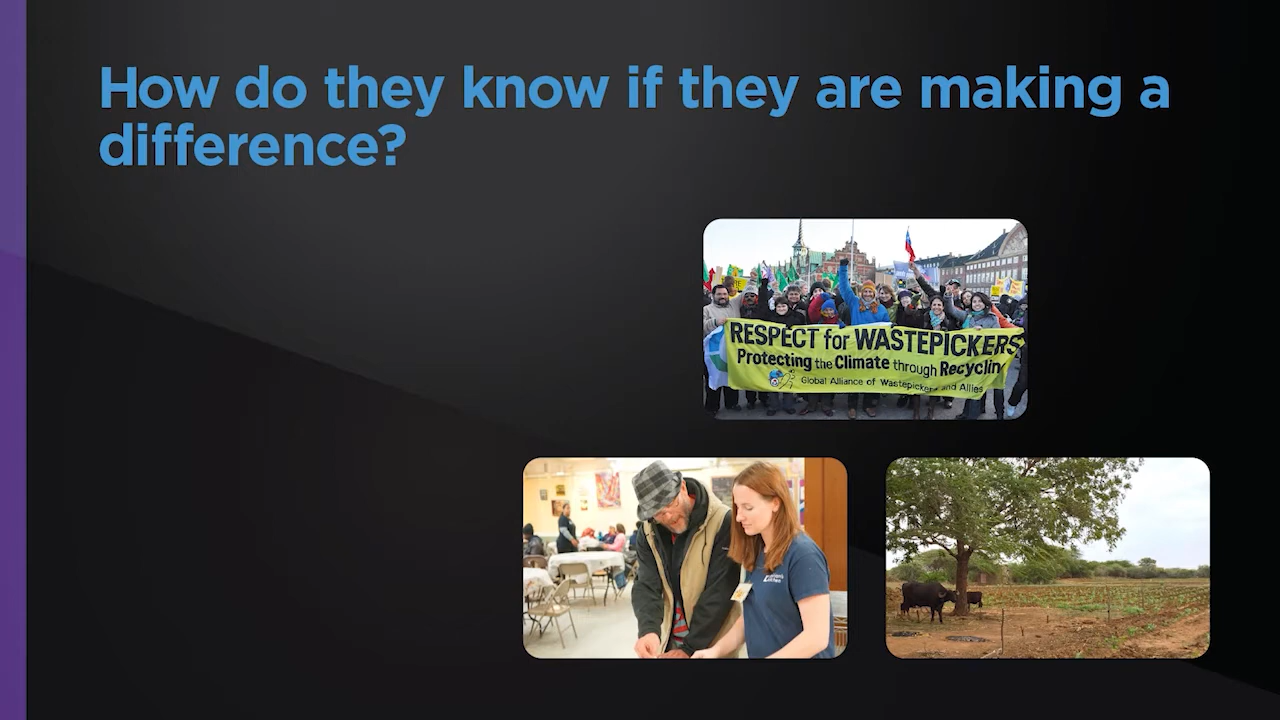 How do they know if they are making a
difference?
RESPECT for WASTEPICKERS
Protecting the Climate through Recyclin
Global Alliance of Wastepickers and Allies